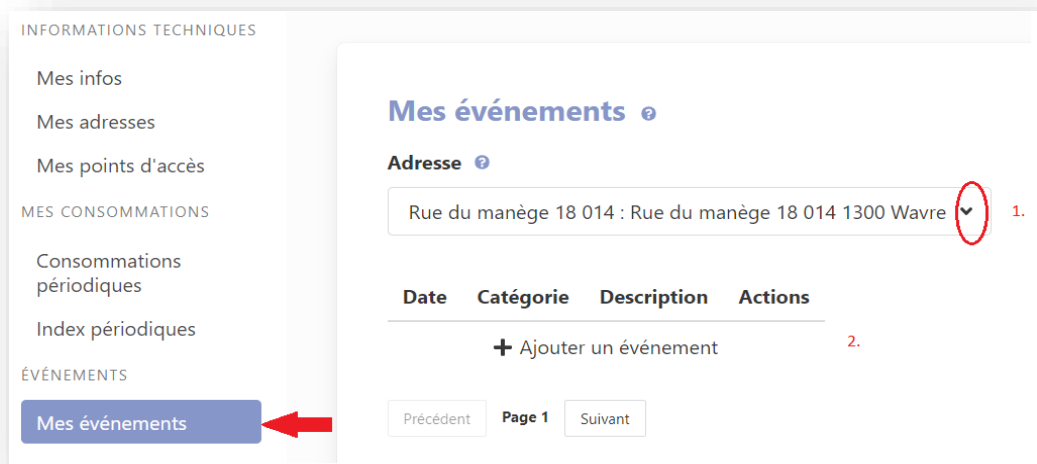 INFORMATIONS TECHNIQUES
Mes infos
Mes adresses
Mes points d'accès
MES CONSOMMATIONS
Consommations
périodiques
Index périodiques
ÉVÉNEMENTS
Mes événements
Mes événements ?
Adresse ?
Rue du manège 18 014 : Rue du manège 18 014 1300 Wavre
1.
Date Catégorie Description Actions
+ Ajouter un événement
2.
Précédent Page 1 Suivant